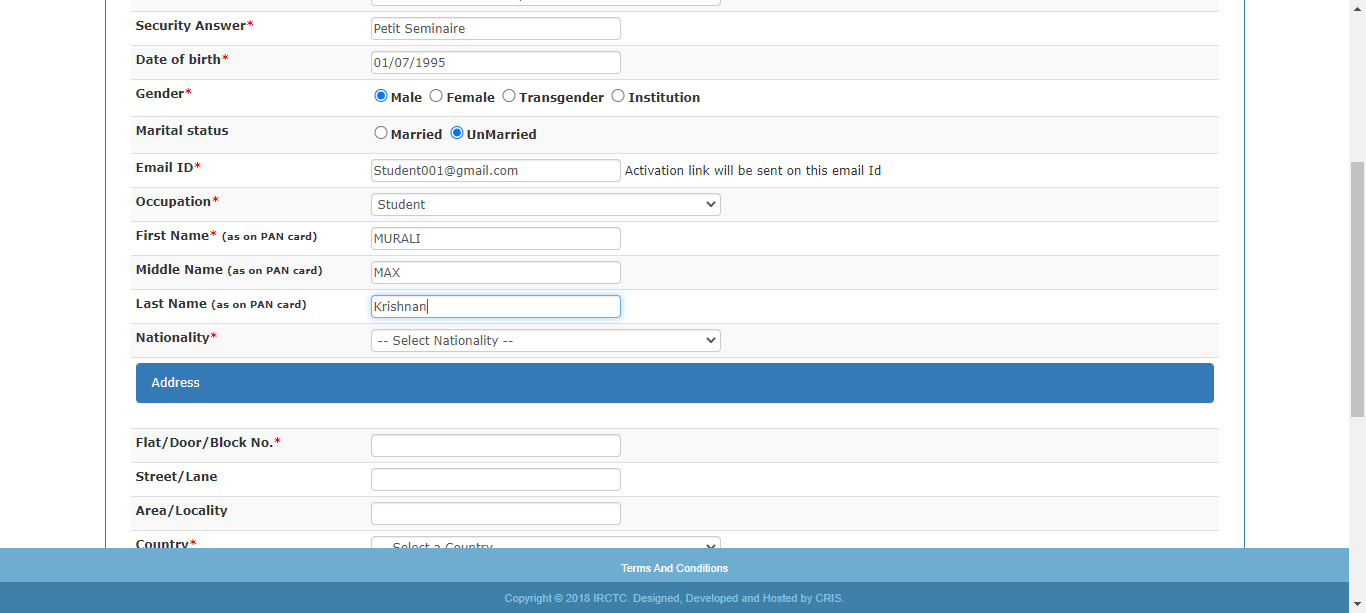 Security Answer* Petit Seminaire
Date of birth* 01/07/1995
Gender* Male Female Transgender Institution
Marital status Married UnMarried
Email ID* Student001@gmail.com Activation link will be sent on this email Id
Occupation* Student
First Name* (as on PAN card) MURALI
Middle Name (as on PAN card) MAX
Last Name (as on PAN card) Krishnan
Nationality* -- Select Nationality --
Address
Flat/Door/Block No.*
Street/Lane
Area/Locality
Country* Select a Country
Terms And Conditions
Copyright © 2018 IRCTC. Designed, Developed and Hosted by CRIS.